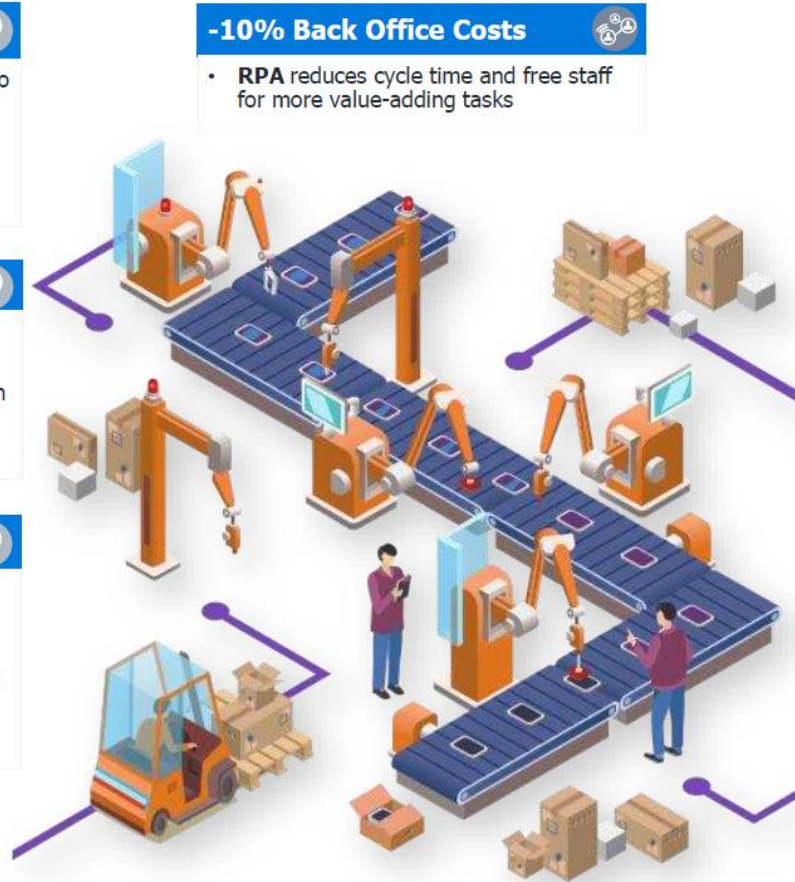 -10% Back Office Costs
• RPA reduces cycle time and free staff
for more value-adding tasks